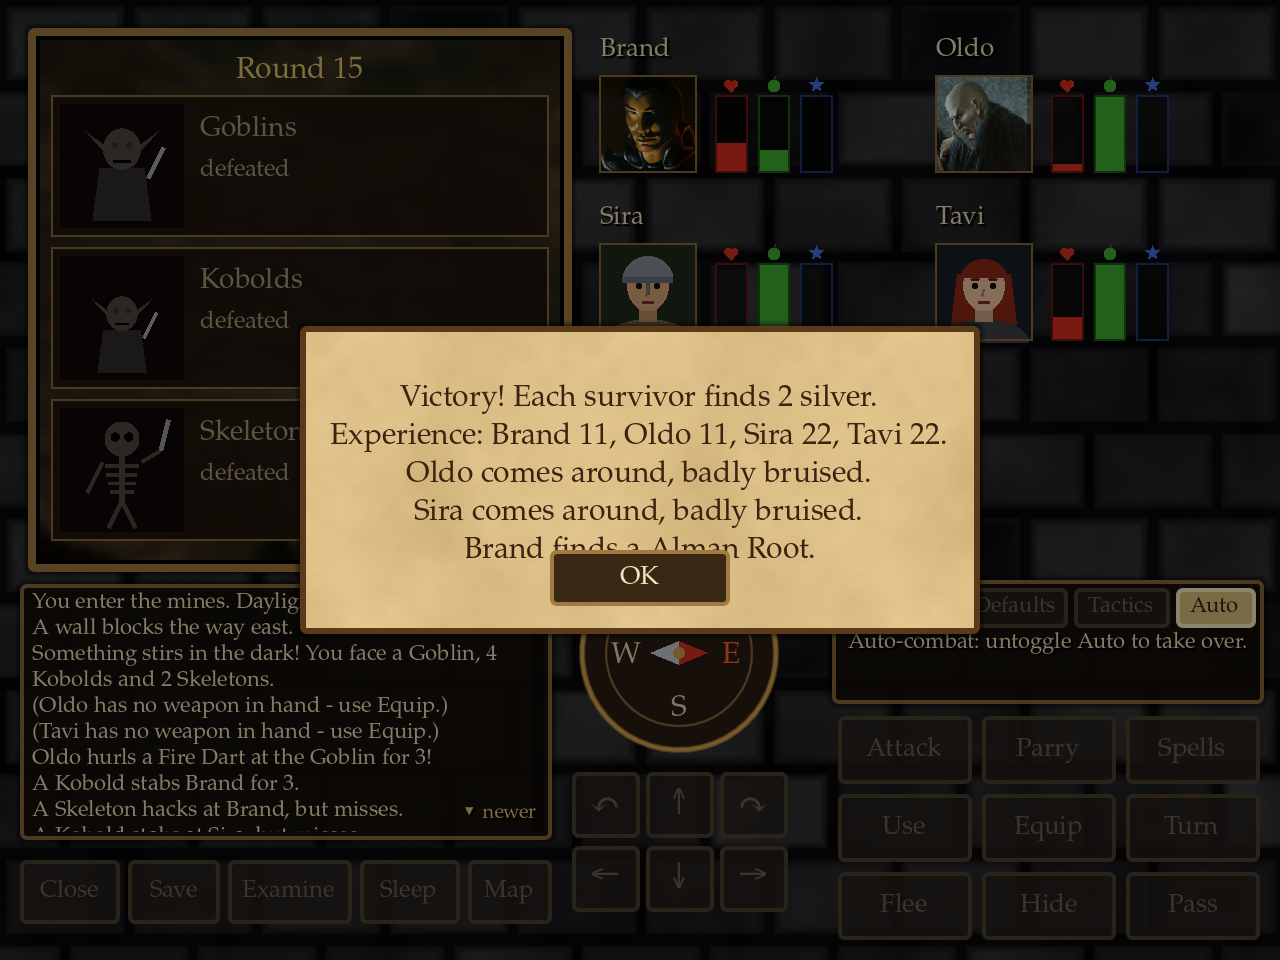 Round 15
Goblins
defeated
Kobolds
defeated
Skeleton
defeated
Brand
Oldo
Sira
Tavi
Victory! Each survivor finds 2 silver.
Experience: Brand 11, Oldo 11, Sira 22, Tavi 22.
Oldo comes around, badly bruised.
Sira comes around, badly bruised.
Brand finds a Alman Root.
OK
You enter the mines.
A wall blocks the way east.
Something stirs in the dark! You face a Goblin, 4
Kobolds and 2 Skeletons.
(Oldo has no weapon in hand - use Equip.)
(Tavi has no weapon in hand - use Equip.)
Oldo hurls a Fire Dart at the Goblin for 3!
A Kobold stabs Brand for 3.
A Skeleton hacks at Brand, but misses.
▼ newer
W E
S
Defaults Tactics Auto
Auto-combat: untoggle Auto to take over.
Attack Parry Spells
Use Equip Turn
Flee Hide Pass
Close Save Examine Sleep Map